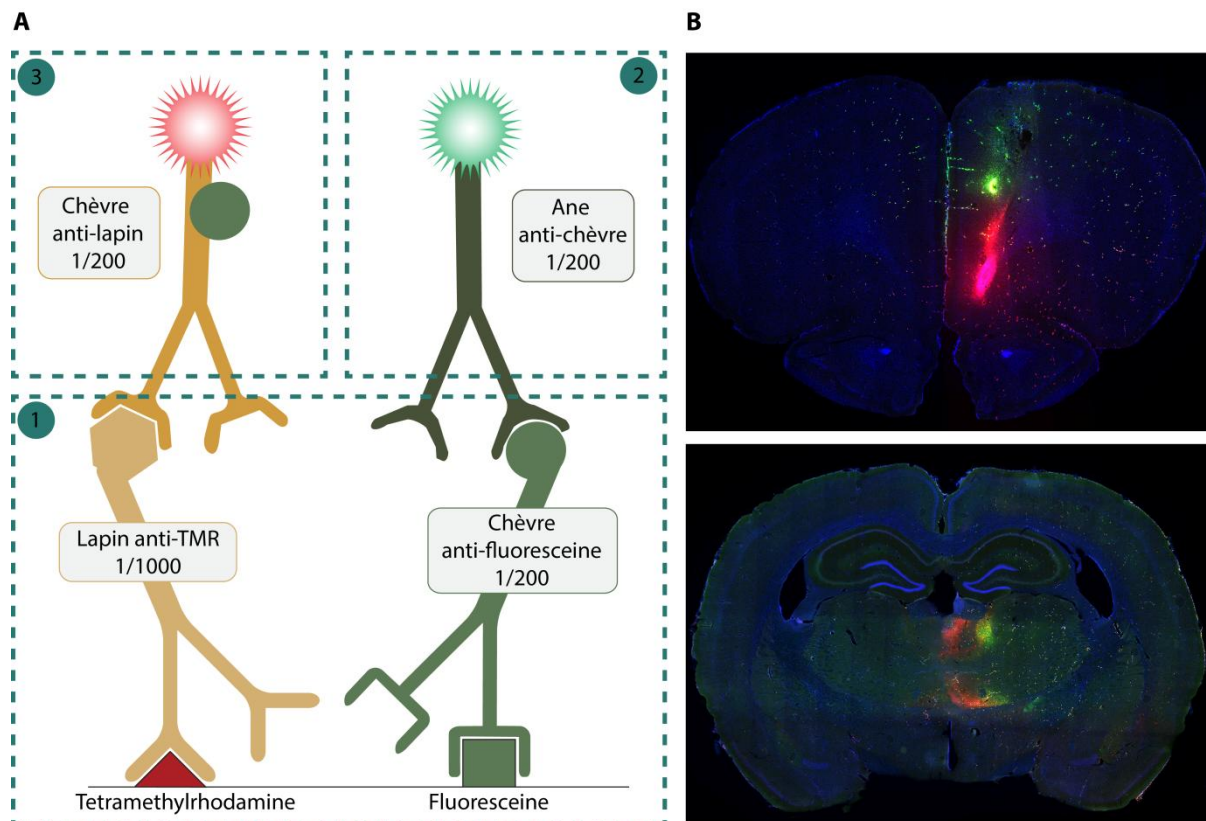 A
B
3
2
Chèvre
anti-lapin
1/200
Ane
anti-chèvre
1/200
1
Lapin anti-TMR
1/1000
Chèvre
anti-fluoresceine
1/200
Tetramethylrhodamine
Fluoresceine